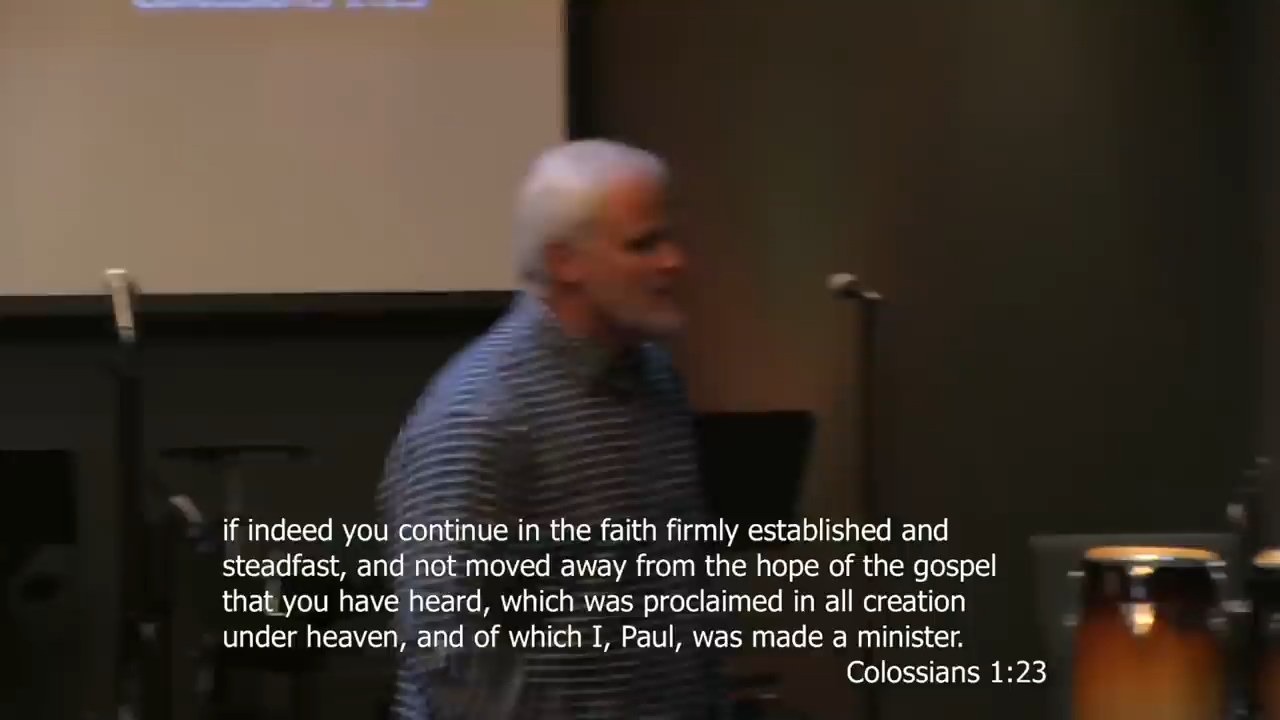 if indeed you continue in the faith firmly established and
steadfast, and not moved away from the hope of the gospel
that you have heard, which was proclaimed in all creation
under heaven, and of which I, Paul, was made a minister.
Colossians 1:23